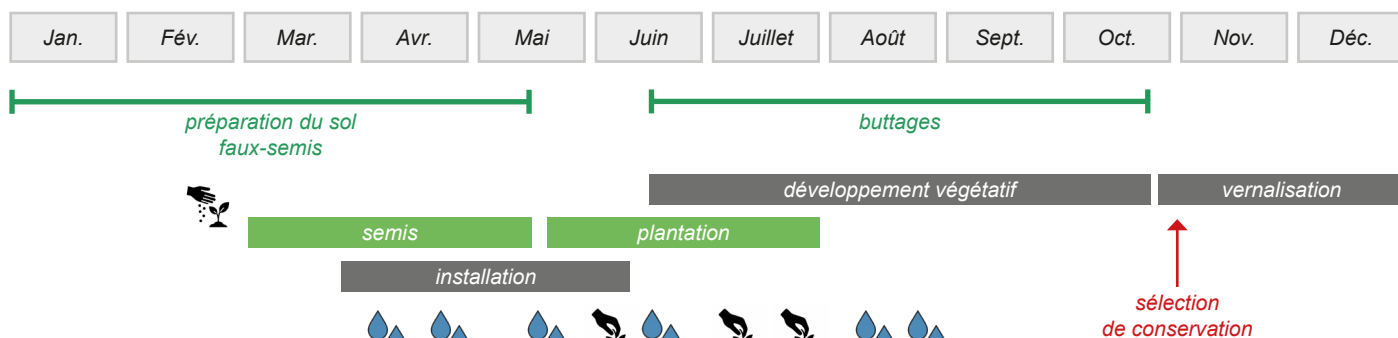 Jan. Fév. Mar. Avr. Mai Juin Juillet Août Sept. Oct. Nov. Déc.
préparation du sol
faux-semis
buttages
développement végétatif
vernalisation
semis
plantation
installation
sélection
de conservation